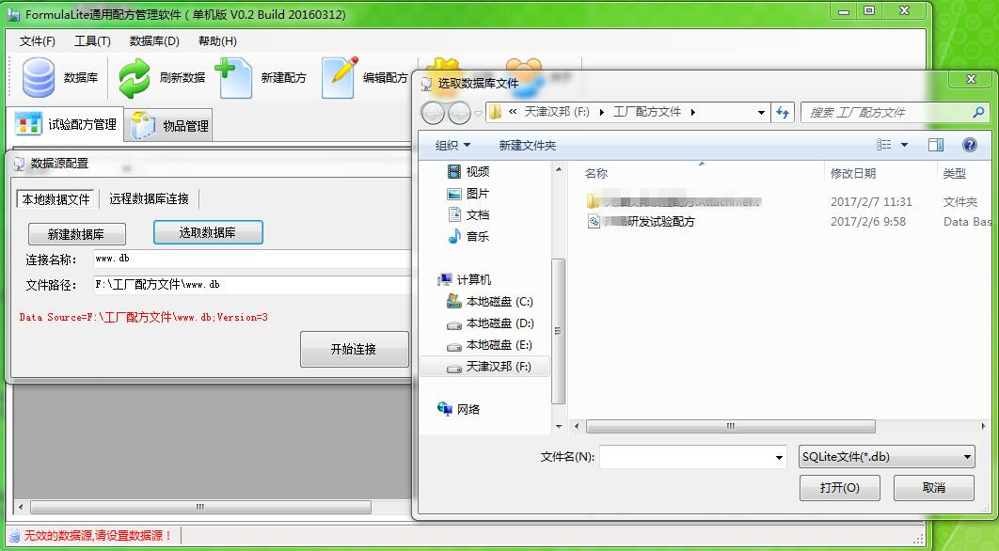 FormulaLite通用配方管理软件 ( 单机版 V0.2 Build 20160312)
文件(F) 工具(T) 数据库(D) 帮助(H)
数据库 刷新数据 新建配方 编辑配方
试验配方管理 物品管理
数据源配置
本地数据文件 远程数据库连接
新建数据库 选取数据库
连接名称: www.db
文件路径: F:\工厂配方文件\www.db
Data Source=F:\工厂配方文件\www.db;Version=3
开始连接
无效的数据源,请设置数据源！
选取数据库文件
« 天津汉邦 (F:) 工厂配方文件
搜索 工厂配方文件
组织 新建文件夹
视频
图片
文档
音乐
计算机
本地磁盘 (C:)
本地磁盘 (D:)
本地磁盘 (E:)
天津汉邦 (F:)
网络
名称 修改日期 类型
.Attachment 2017/2/7 11:31 文件夹
研发试验配方 2017/2/6 9:58 Data Bas
文件名(N): SQLite文件(*.db)
打开(O) 取消